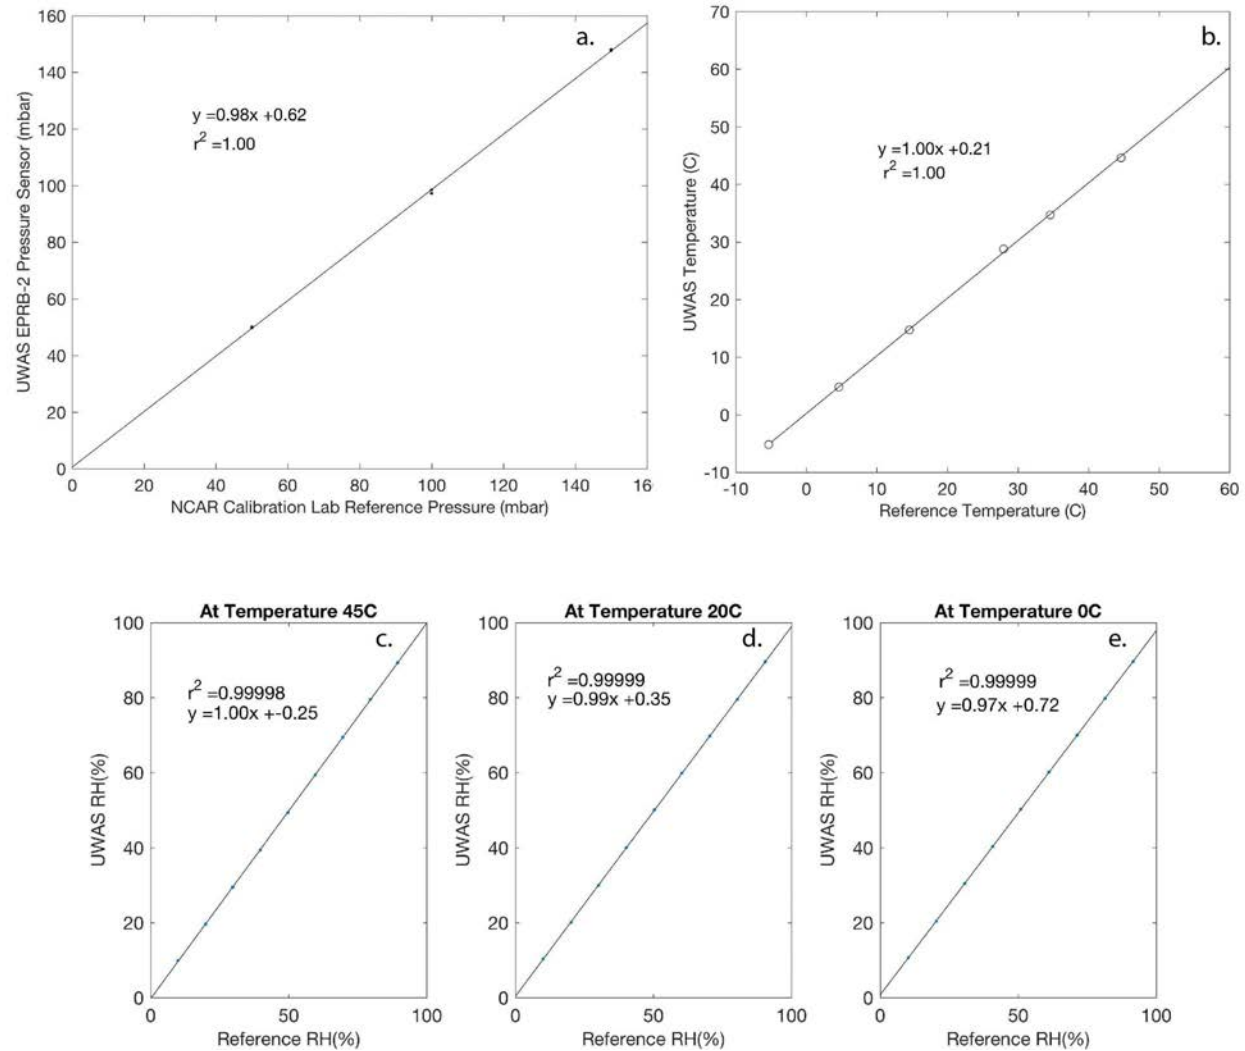 a.
y =0.98x +0.62
r2 =1.00
160
140
120
100
80
60
40
20
0
UWAS EPRB-2 Pressure Sensor (mbar)
0 20 40 60 80 100 120 140 16
NCAR Calibration Lab Reference Pressure (mbar)
b.
y =1.00x +0.21
r2 =1.00
70
60
50
40
30
20
10
0
-10
UWAS Temperature (C)
-10 0 10 20 30 40 50 60
Reference Temperature (C)
At Temperature 45C
c.
r2 =0.99998
y =1.00x +-0.25
100
80
60
40
20
0
UWAS RH(%)
0 50 100
Reference RH(%)
At Temperature 20C
d.
r2 =0.99999
y =0.99x +0.35
100
80
60
40
20
0
UWAS RH(%)
0 50 100
Reference RH(%)
At Temperature 0C
e.
r2 =0.99999
y =0.97x +0.72
100
80
60
40
20
0
UWAS RH(%)
0 50 100
Reference RH(%)